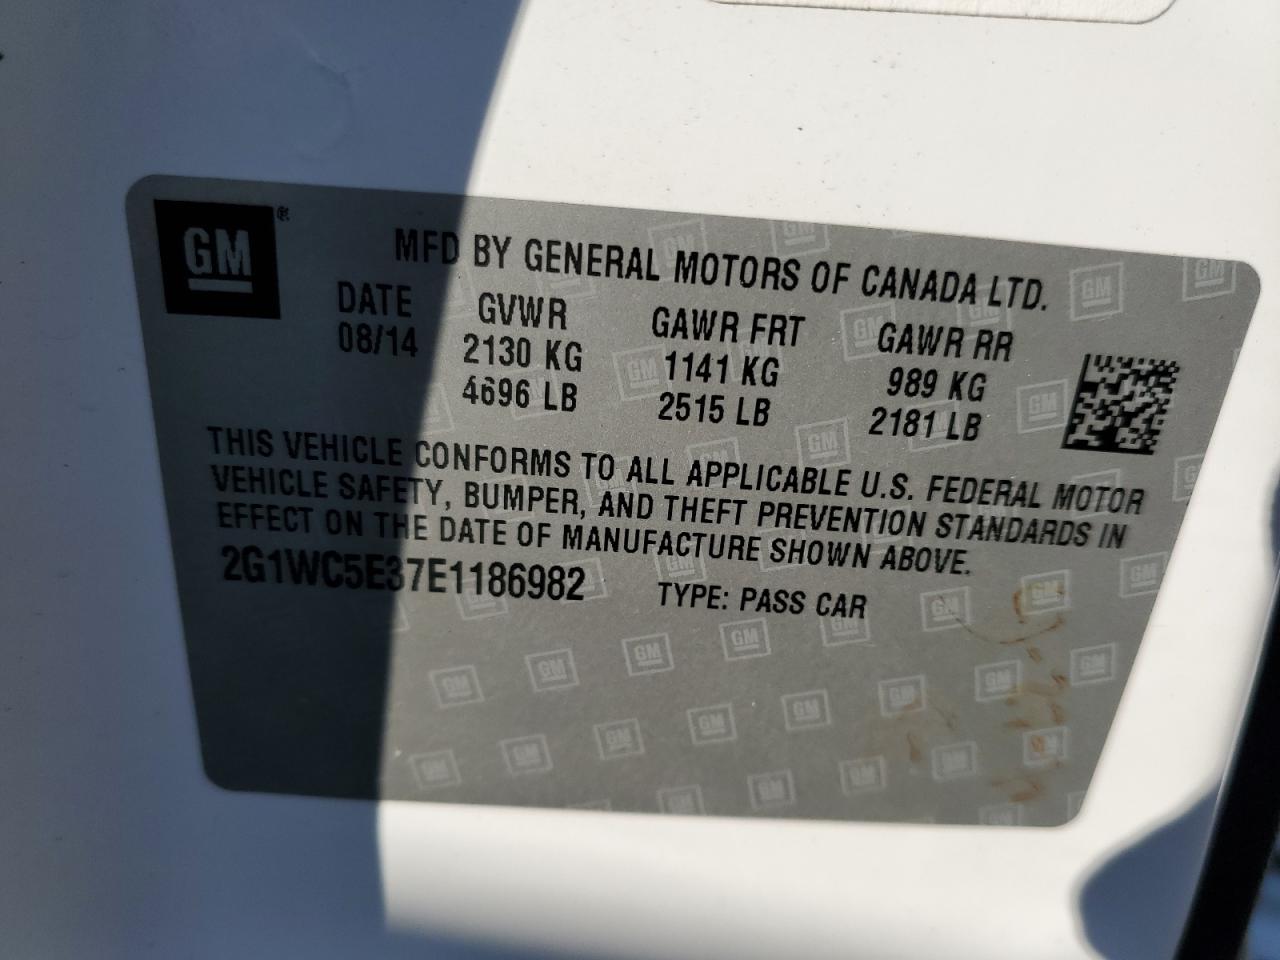 GM®
MFD BY GENERAL MOTORS OF CANADA LTD.
DATE GVWR GAWR FRT GAWR RR
08/14 2130 KG 1141 KG 989 KG
4696 LB 2515 LB 2181 LB
THIS VEHICLE CONFORMS TO ALL APPLICABLE U.S. FEDERAL MOTOR
VEHICLE SAFETY, BUMPER, AND THEFT PREVENTION STANDARDS IN
EFFECT ON THE DATE OF MANUFACTURE SHOWN ABOVE.
2G1WC5E37E1186982 TYPE: PASS CAR